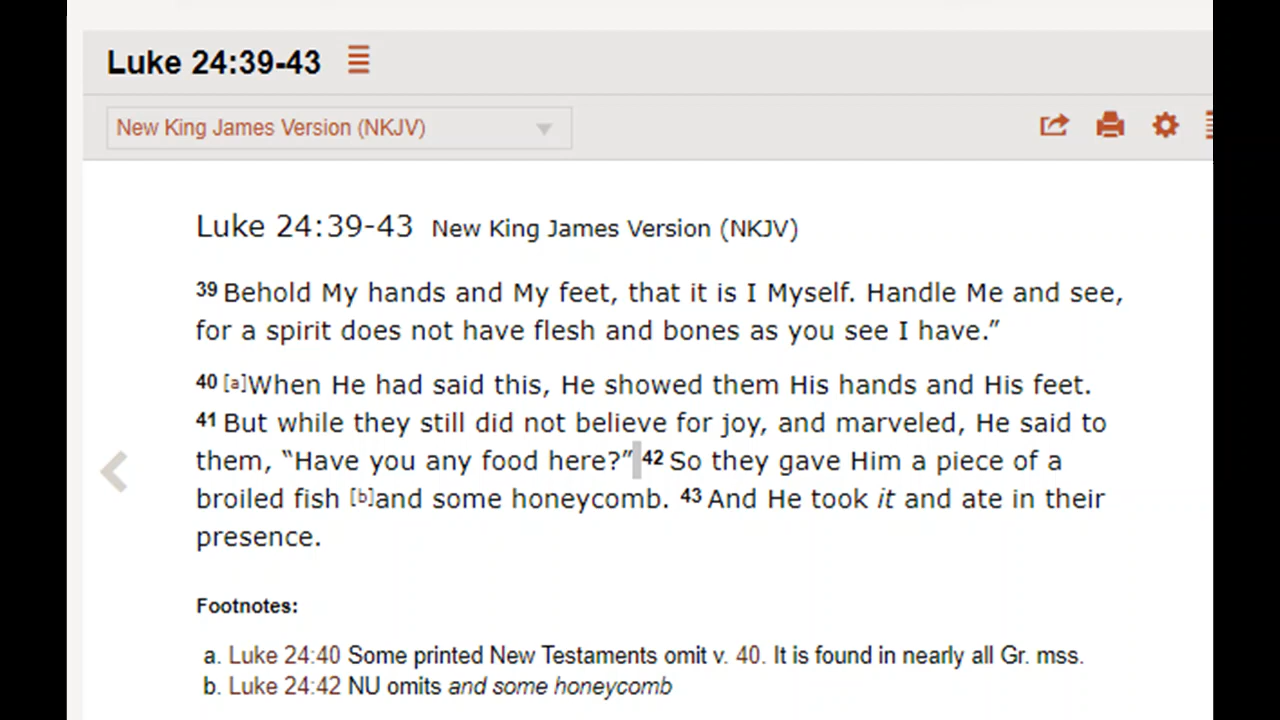 Luke 24:39-43
New King James Version (NKJV)
Luke 24:39-43 New King James Version (NKJV)
39 Behold My hands and My feet, that it is I Myself. Handle Me and see,
for a spirit does not have flesh and bones as you see I have.”
40 [a]When He had said this, He showed them His hands and His feet.
41 But while they still did not believe for joy, and marveled, He said to
them, “Have you any food here?” 42 So they gave Him a piece of a
broiled fish [b]and some honeycomb. 43 And He took it and ate in their
presence.
Footnotes:
a. Luke 24:40 Some printed New Testaments omit v. 40. It is found in nearly all Gr. mss.
b. Luke 24:42 NU omits and some honeycomb